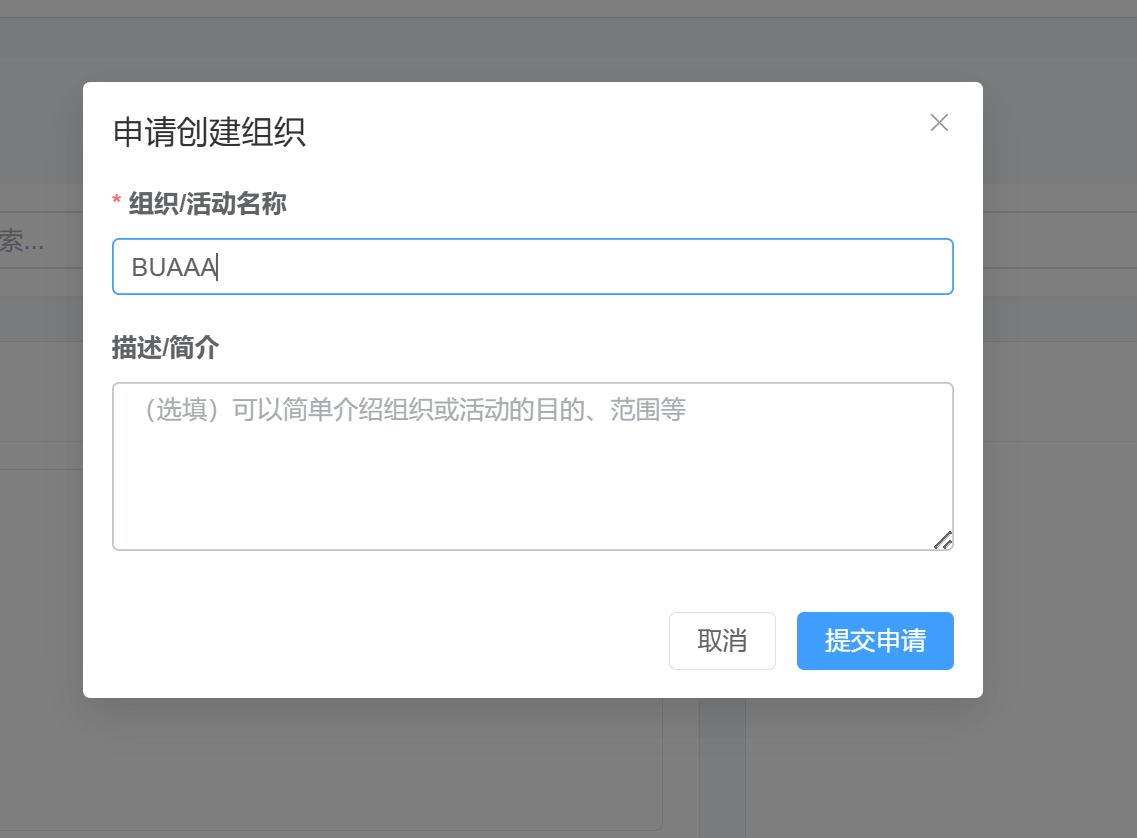 申请创建组织
* 组织/活动名称
索...
BUAAA
描述/简介
（选填）可以简单介绍组织或活动的目的、范围等
取消
提交申请